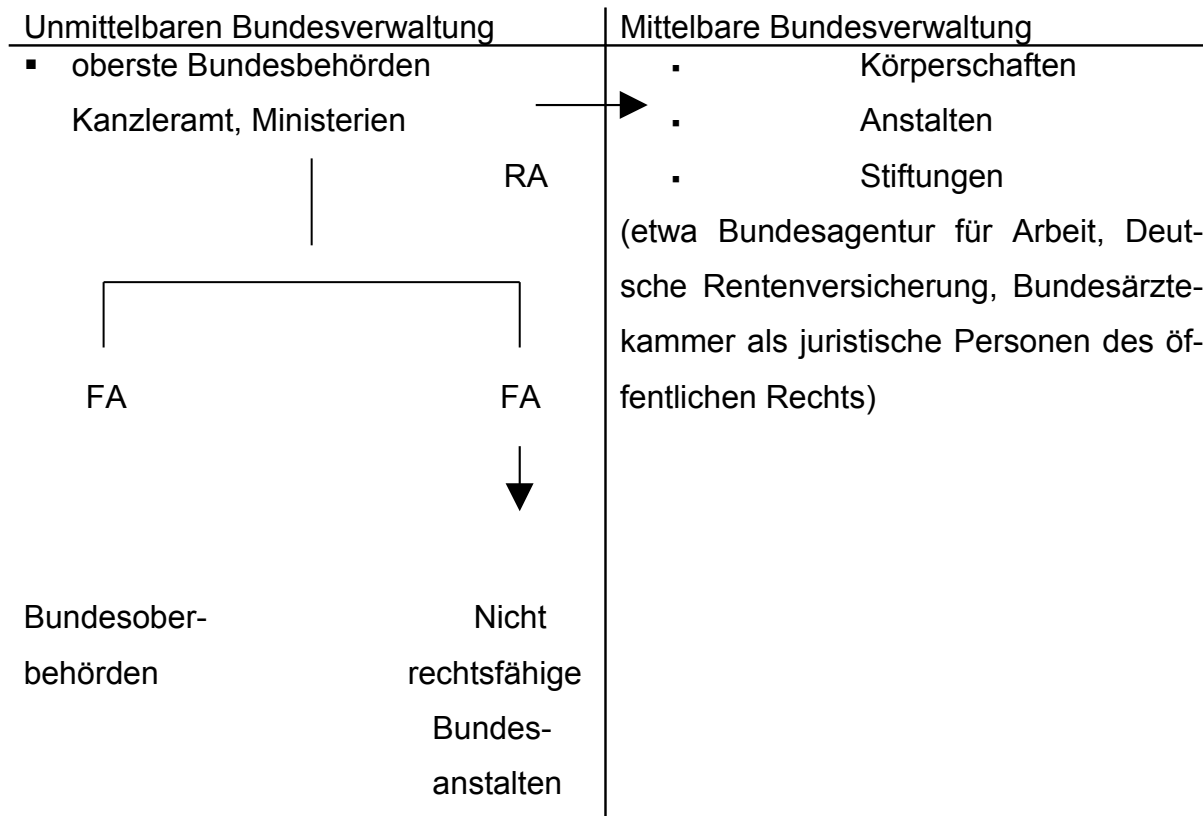 Unmittelbaren Bundesverwaltung
▪ oberste Bundesbehörden
Kanzleramt, Ministerien
RA
FA FA
Bundesober-
behörden
Nicht
rechtsfähige
Bundes-
anstalten
Mittelbare Bundesverwaltung
▪ Körperschaften
▪ Anstalten
▪ Stiftungen
(etwa Bundesagentur für Arbeit, Deut-
sche Rentenversicherung, Bundesärzte-
kammer als juristische Personen des öf-
fentlichen Rechts)